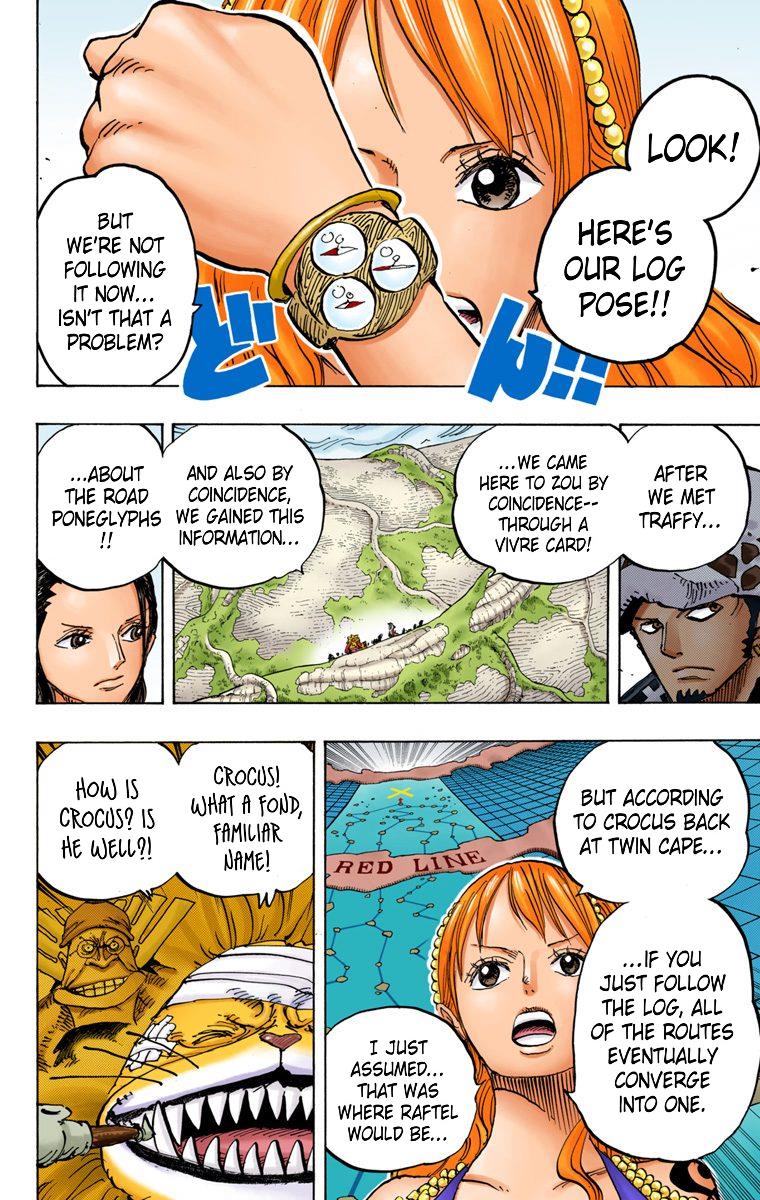 LOOK!
HERE'S
OUR LOG
POSE!!
BUT
WE'RE NOT
FOLLOWING
IT NOW...
ISN'T THAT A
PROBLEM?
どん!!
AFTER
WE MET
TRAFFY...
...WE CAME
HERE TO ZOU BY
COINCIDENCE--
THROUGH A
VIVRE CARD!
AND ALSO BY
COINCIDENCE,
WE GAINED THIS
INFORMATION...
...ABOUT
THE ROAD
PONEGLYPHS
!!
BUT ACCORDING
TO CROCUS BACK
AT TWIN CAPE...
RED LINE
...IF YOU
JUST FOLLOW
THE LOG, ALL
OF THE ROUTES
EVENTUALLY
CONVERGE
INTO ONE.
I JUST
ASSUMED...
THAT WAS
WHERE RAFTEL
WOULD BE...
CROCUS!
WHAT A FOND,
FAMILIAR
NAME!
HOW IS
CROCUS? IS
HE WELL?!